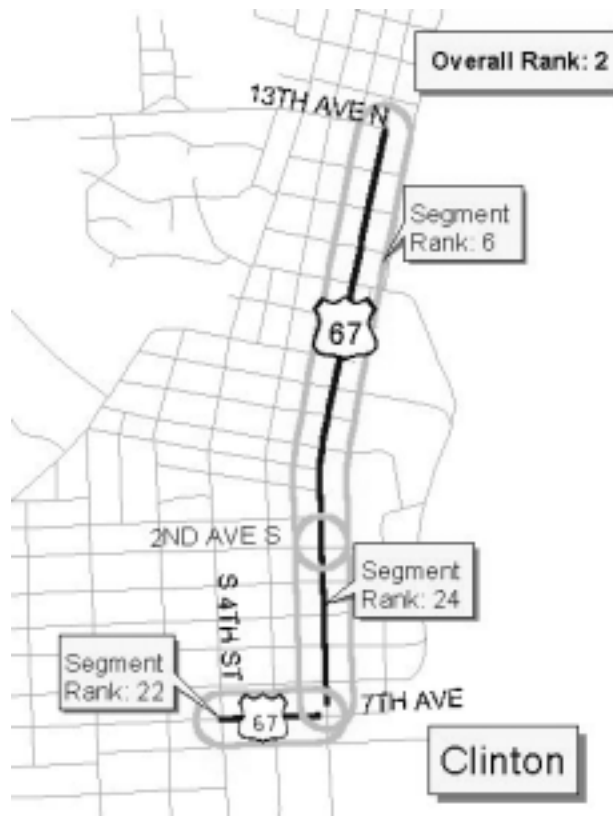 Overall Rank: 2
13TH AVE N
Segment
Rank: 6
67
2ND AVE S
Segment
Rank: 24
S 4TH ST
Segment
Rank: 22
67
7TH AVE
Clinton